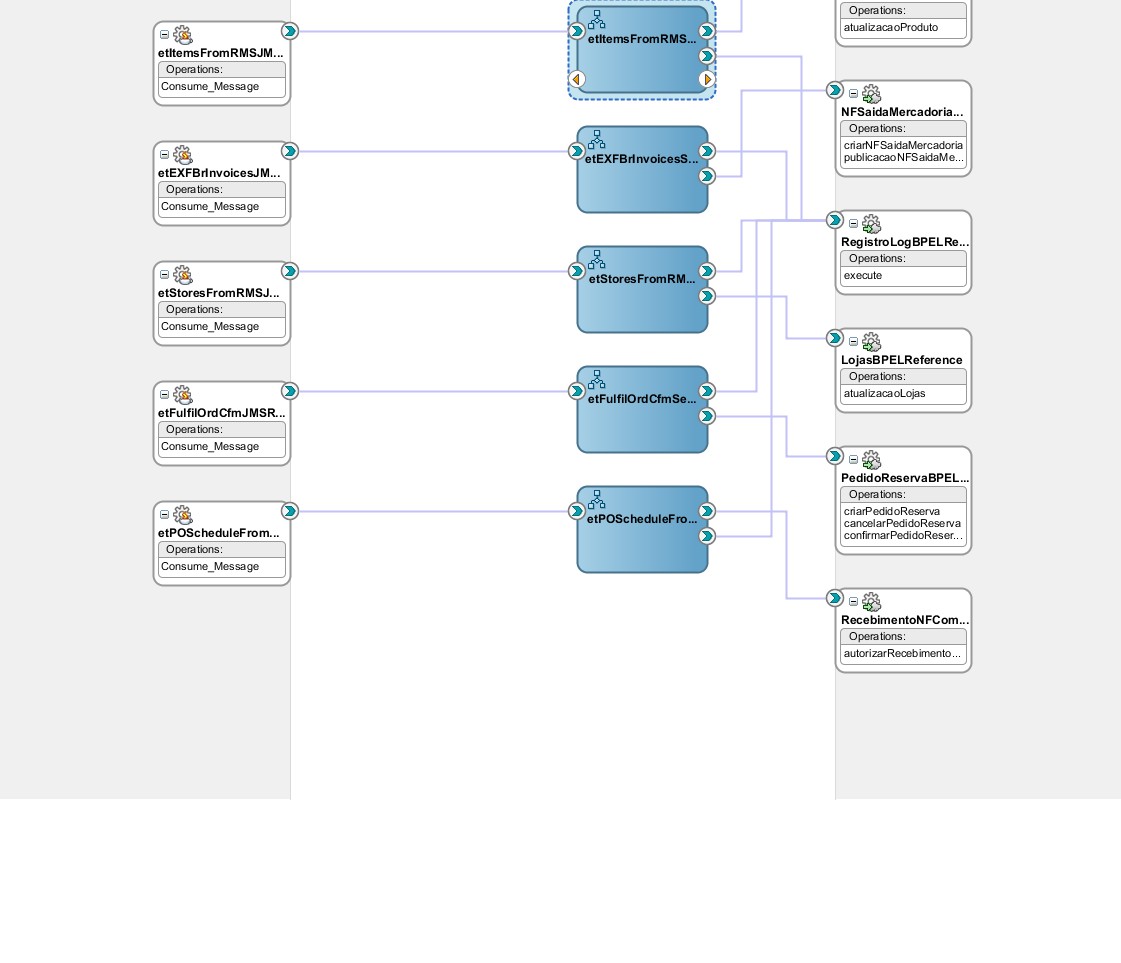 etItemsFromRMSJM...
Operations:
Consume_Message
etEXFBrInvoicesJM...
Operations:
Consume_Message
etStoresFromRMSJ...
Operations:
Consume_Message
etFulfilOrdCfmJMSR...
Operations:
Consume_Message
etPOScheduleFrom...
Operations:
Consume_Message
etItemsFromRMS...
etEXFBrInvoicesS...
etStoresFromRM...
etFulfilOrdCfmSe...
etPOScheduleFro...
Operations:
atualizacaoProduto
NFSaidaMercadoria...
Operations:
criarNFSaidaMercadoria
publicacaoNFSaidaMe...
RegistroLogBPELRe...
Operations:
execute
LojasBPELReference
Operations:
atualizacaoLojas
PedidoReservaBPEL...
Operations:
criarPedidoReserva
cancelarPedidoReserva
confirmarPedidoReser...
RecebimentoNFCom...
Operations:
autorizarRecebimento...